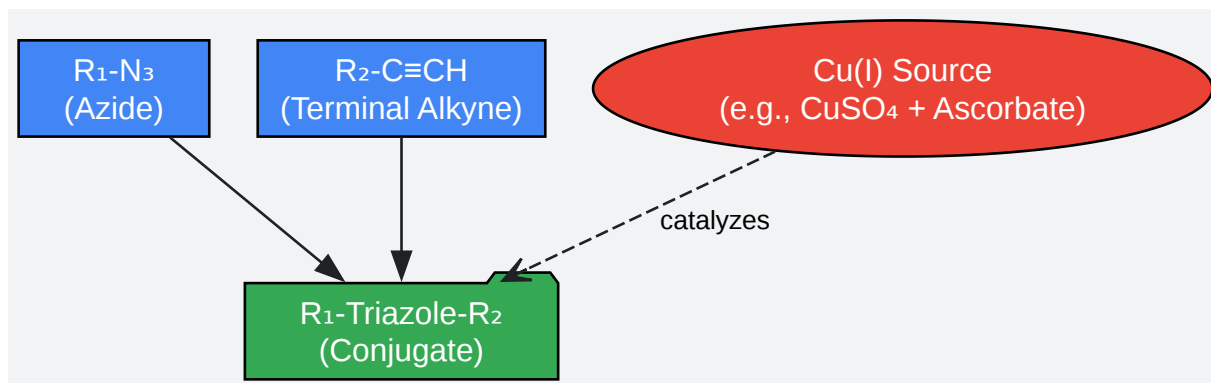 R₁-N₃
(Azide)
R₂-C≡CH
(Terminal Alkyne)
Cu(I) Source
(e.g., CuSO₄ + Ascorbate)
catalyzes
R₁-Triazole-R₂
(Conjugate)